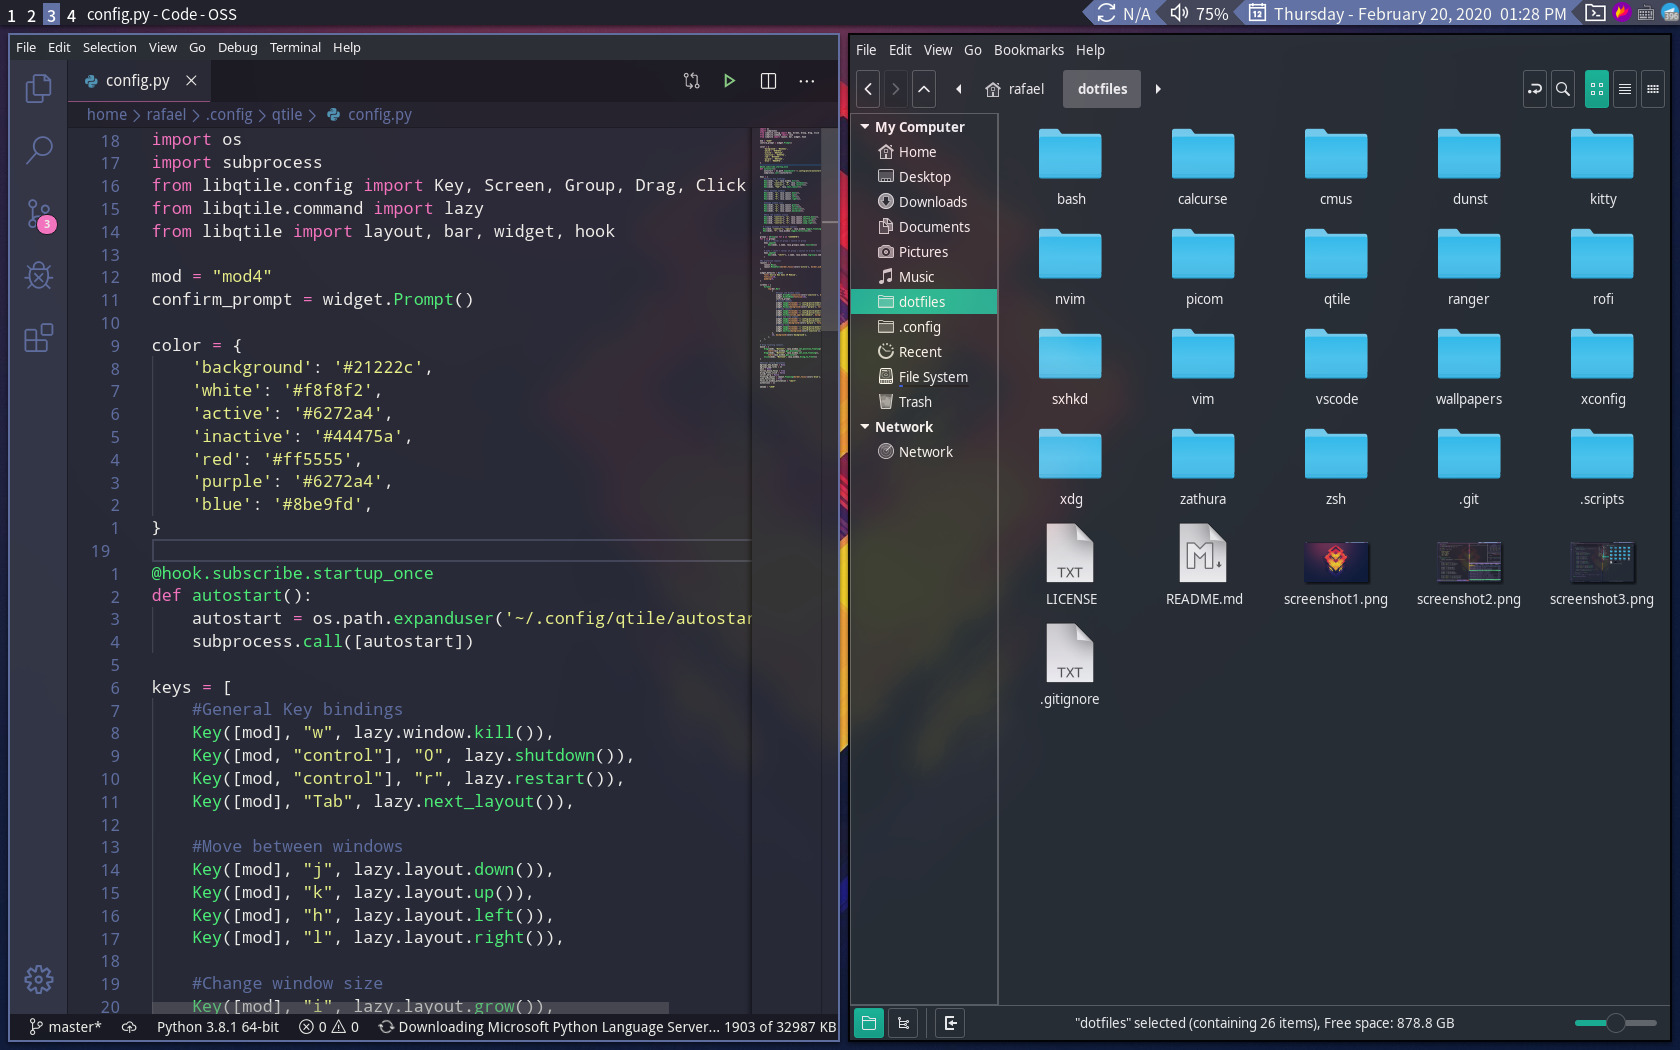 1 2 3 4 config.py - Code - OSS
N/A 75% Thursday - February 20, 2020 01:28 PM
File Edit Selection View Go Debug Terminal Help
config.py
home > rafael > .config > qtile > config.py
18 import os
17 import subprocess
16 from libqtile.config import Key, Screen, Group, Drag, Click
15 from libqtile.command import lazy
14 from libqtile import layout, bar, widget, hook
13
12 mod = "mod4"
11 confirm_prompt = widget.Prompt()
10
9 color = {
8 'background': '#21222c',
7 'white': '#f8f8f2',
6 'active': '#6272a4',
5 'inactive': '#44475a',
4 'red': '#ff5555',
3 'purple': '#6272a4',
2 'blue': '#8be9fd',
1 }
19
1 @hook.subscribe.startup_once
2 def autostart():
3 autostart = os.path.expanduser('~/.config/qtile/autostar
4 subprocess.call([autostart])
5
6 keys = [
7 #General Key bindings
8 Key([mod], "w", lazy.window.kill()),
9 Key([mod, "control"], "0", lazy.shutdown()),
10 Key([mod, "control"], "r", lazy.restart()),
11 Key([mod], "Tab", lazy.next_layout()),
12
13 #Move between windows
14 Key([mod], "j", lazy.layout.down()),
15 Key([mod], "k", lazy.layout.up()),
16 Key([mod], "h", lazy.layout.left()),
17 Key([mod], "l", lazy.layout.right()),
18
19 #Change window size
20 Key([mod], "i", lazy.layout.grow()),
3
master* Python 3.8.1 64-bit 0 0 Downloading Microsoft Python Language Server... 1903 of 32987 KB
File Edit View Go Bookmarks Help
rafael dotfiles
My Computer
Home
Desktop
Downloads
Documents
Pictures
Music
dotfiles
.config
Recent
File System
Trash
Network
Network
bash calcurse cmus dunst kitty
nvim picom qtile ranger rofi
sxhkd vim vscode wallpapers xconfig
xdg zathura zsh .git .scripts
TXT M
LICENSE README.md screenshot1.png screenshot2.png screenshot3.png
TXT
.gitignore
"dotfiles" selected (containing 26 items), Free space: 878.8 GB